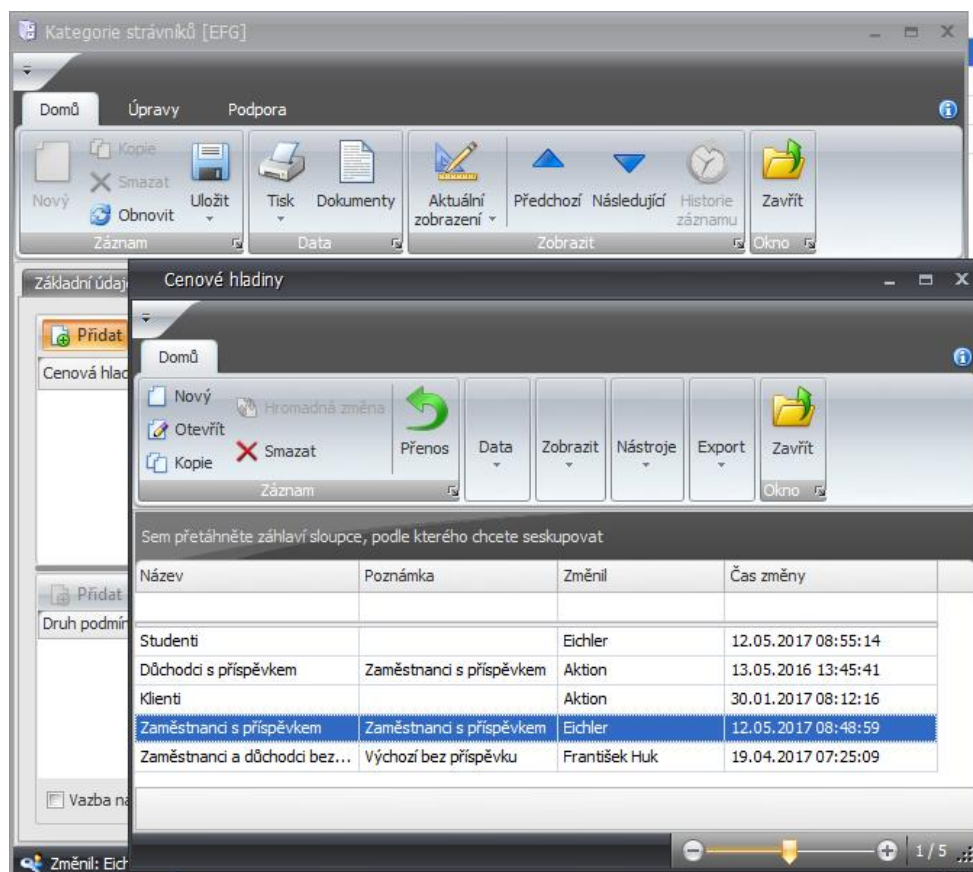 Kategorie strávníků [EFG]
Domů Úpravy Podpora
Nový
Kopie
Smazat
Obnovit
Uložit
Tisk
Dokumenty
Aktuální zobrazení
Předchozí
Následující
Historie záznamu
Zavřít
Záznam Data Zobrazit Okno
Základní údaj
Přidat
Cenová hlad
Přidat
Druh podmín
Vazba na
Změnil: Eich
Cenové hladiny
Domů
Nový
Otevřít
Kopie
Hromadná změna
Smazat
Přenos
Data
Zobrazit
Nástroje
Export
Zavřít
Záznam Okno
Sem přetáhněte záhlaví sloupce, podle kterého chcete seskupovat
Název Poznámka Změnil Čas změny
Studenti Eichler 12.05.2017 08:55:14
Důchodci s příspěvkem Zaměstnanci s příspěvkem Aktion 13.05.2016 13:45:41
Klienti Aktion 30.01.2017 08:12:16
Zaměstnanci s příspěvkem Zaměstnanci s příspěvkem Eichler 12.05.2017 08:48:59
Zaměstnanci a důchodci bez... Výchozí bez příspěvku František Huk 19.04.2017 07:25:09
1 / 5